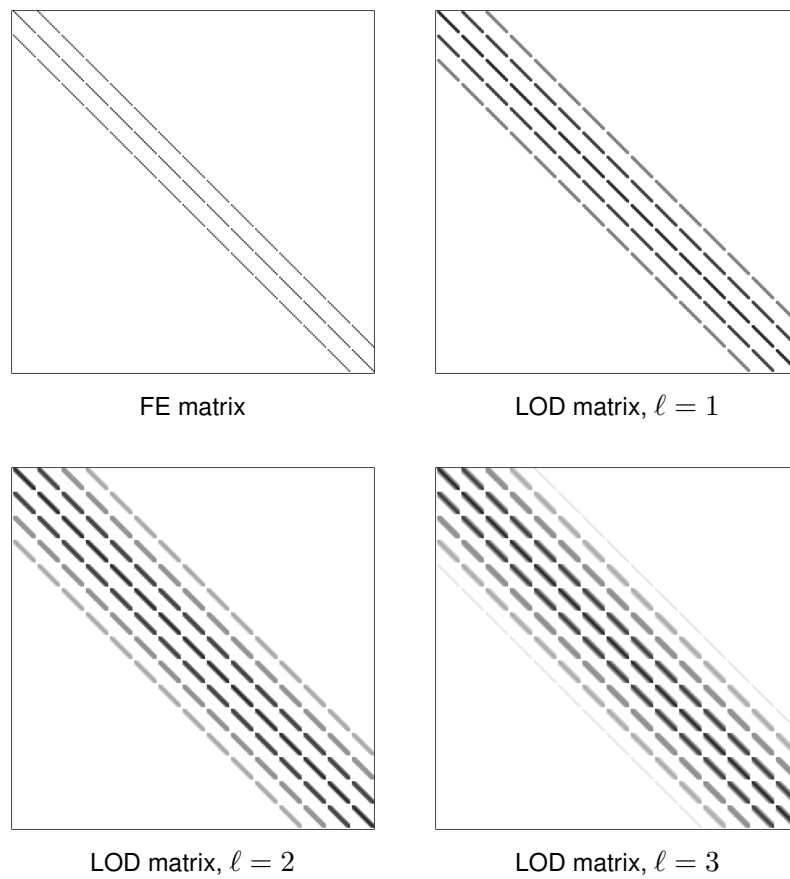 FE matrix
LOD matrix, ℓ = 1
LOD matrix, ℓ = 2
LOD matrix, ℓ = 3